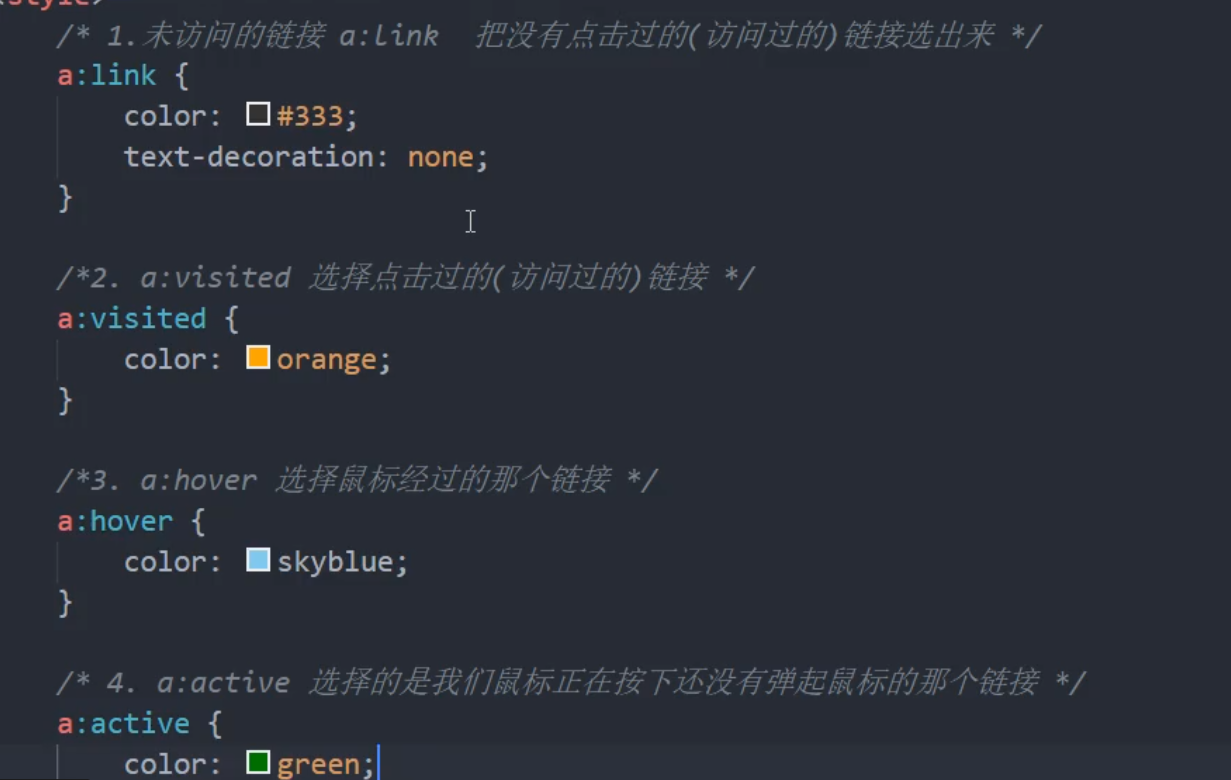 <style>
/* 1.未访问的链接 a:link  把没有点击过的(访问过的)链接选出来 */
a:link {
color: #333;
text-decoration: none;
}
/*2. a:visited 选择点击过的(访问过的)链接 */
a:visited {
color: orange;
}
/*3. a:hover 选择鼠标经过的那个链接 */
a:hover {
color: skyblue;
}
/* 4. a:active 选择的是我们鼠标正在按下还没有弹起鼠标的那个链接 */
a:active {
color: green;